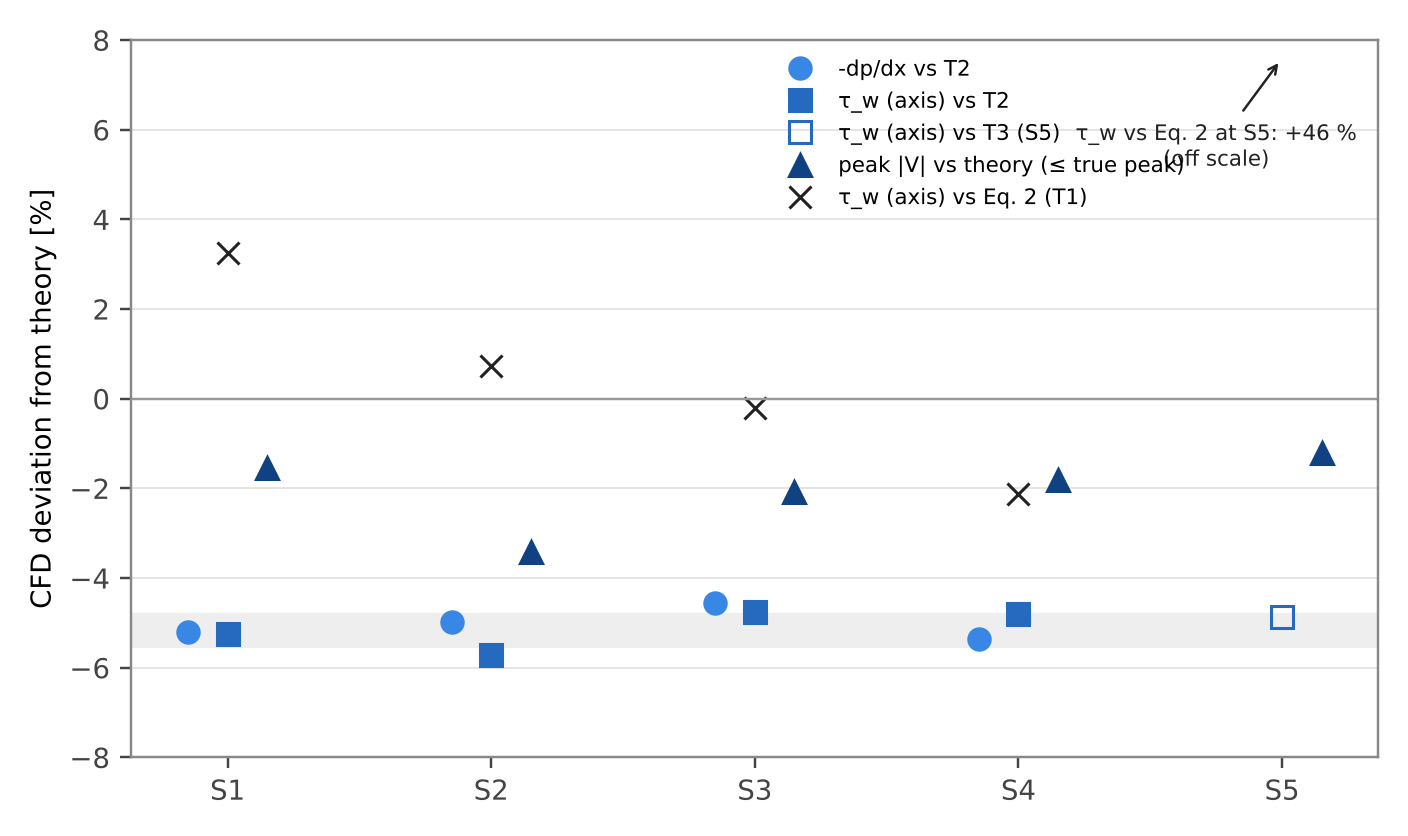 CFD deviation from theory [%]
8
6
4
2
0
−2
−4
−6
−8
-dp/dx vs T2
τ_w (axis) vs T2
τ_w (axis) vs T3 (S5)
peak |V| vs theory (≤ true peak)
τ_w (axis) vs Eq. 2 (T1)
τ_w vs Eq. 2 at S5: +46 %
(off scale)
S1 S2 S3 S4 S5